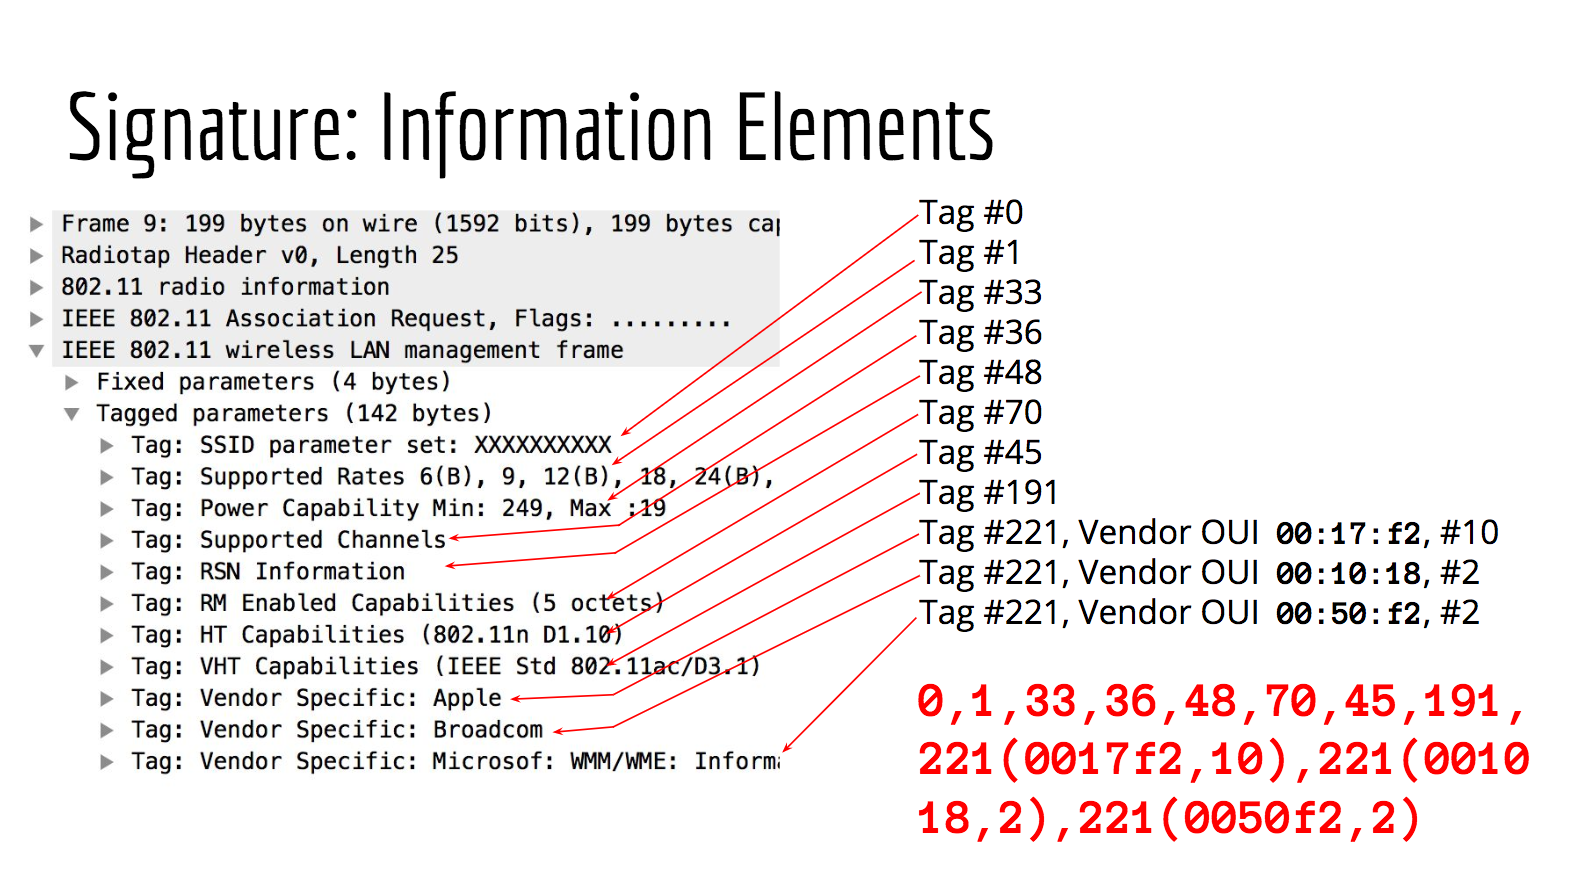 Signature: Information Elements
Frame 9: 199 bytes on wire (1592 bits), 199 bytes cap
Radiotap Header v0, Length 25
802.11 radio information
IEEE 802.11 Association Request, Flags: .........
IEEE 802.11 wireless LAN management frame
Fixed parameters (4 bytes)
Tagged parameters (142 bytes)
Tag: SSID parameter set: XXXXXXXXXX
Tag: Supported Rates 6(B), 9, 12(B), 18, 24(B),
Tag: Power Capability Min: 249, Max :19
Tag: Supported Channels
Tag: RSN Information
Tag: RM Enabled Capabilities (5 octets)
Tag: HT Capabilities (802.11n D1.10)
Tag: VHT Capabilities (IEEE Std 802.11ac/D3.1)
Tag: Vendor Specific: Apple
Tag: Vendor Specific: Broadcom
Tag: Vendor Specific: Microsof: WMM/WME: Informa
Tag #0
Tag #1
Tag #33
Tag #36
Tag #48
Tag #70
Tag #45
Tag #191
Tag #221, Vendor OUI 00:17:f2, #10
Tag #221, Vendor OUI 00:10:18, #2
Tag #221, Vendor OUI 00:50:f2, #2
0,1,33,36,48,70,45,191,
221(0017f2,10),221(0010
18,2),221(0050f2,2)